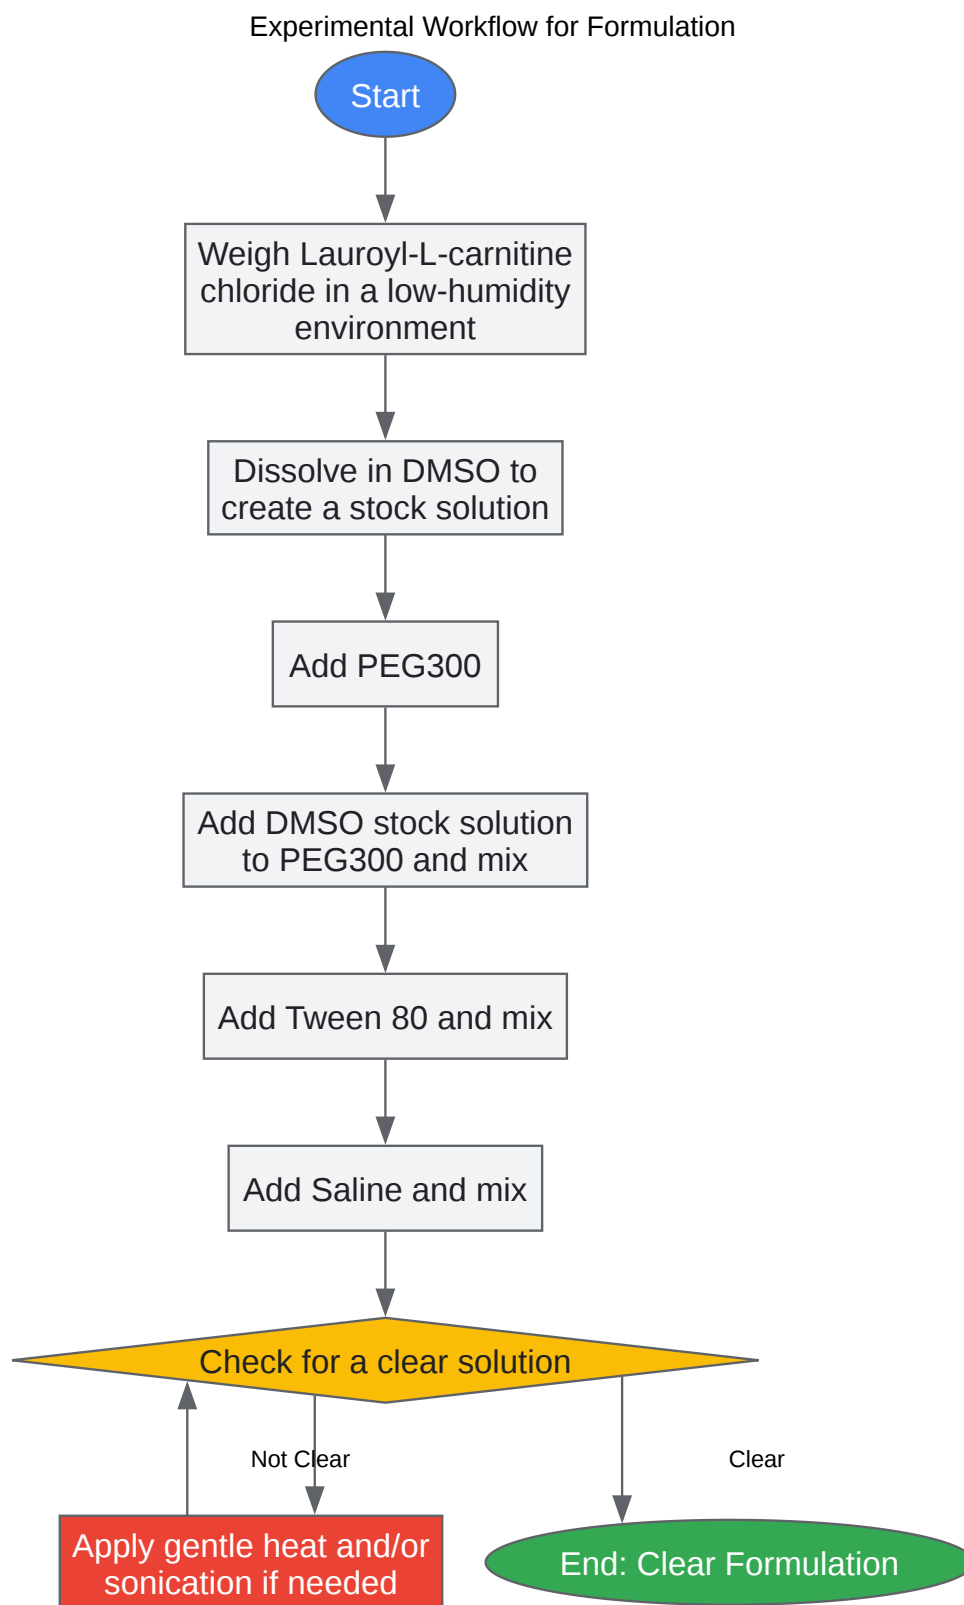 Experimental Workflow for Formulation
Start
Weigh Lauroyl-L-carnitine
chloride in a low-humidity
environment
Dissolve in DMSO to
create a stock solution
Add PEG300
Add DMSO stock solution
to PEG300 and mix
Add Tween 80 and mix
Add Saline and mix
Check for a clear solution
Not Clear
Clear
Apply gentle heat and/or
sonication if needed
End: Clear Formulation